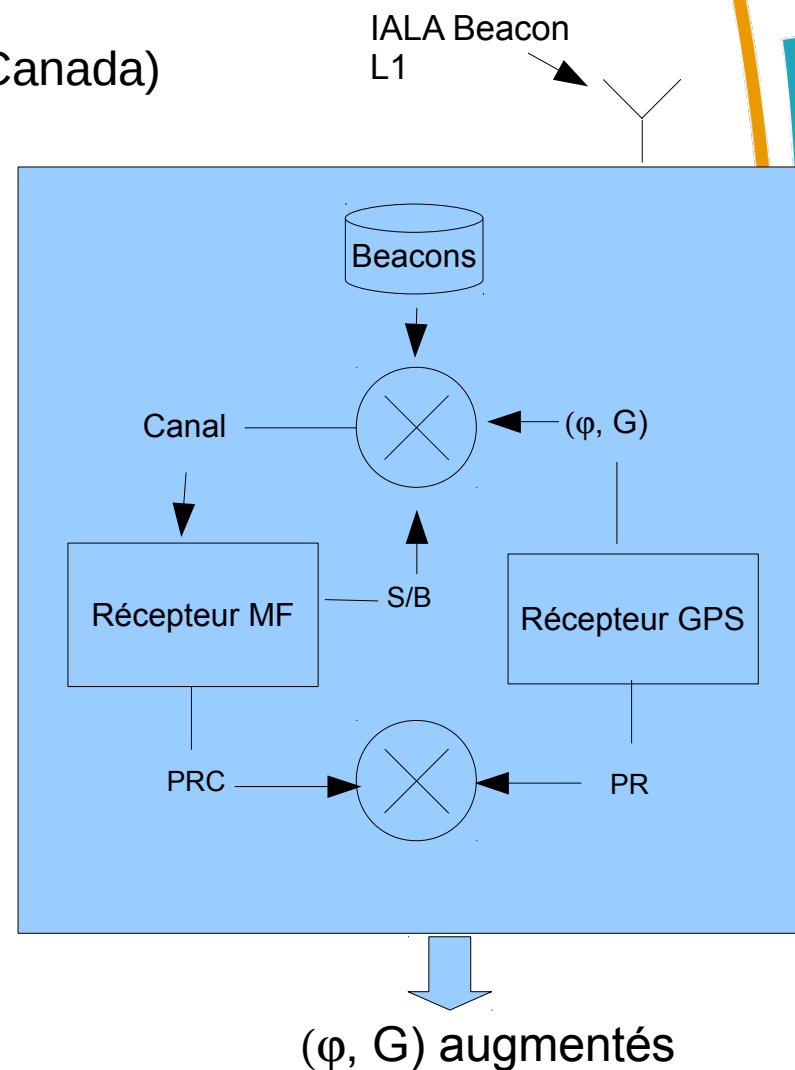 IALA Beacon
L1
Canada)
Beacons
Canal
(φ, G)
Récepteur MF
S/B
Récepteur GPS
PRC
PR
(φ, G) augmentés